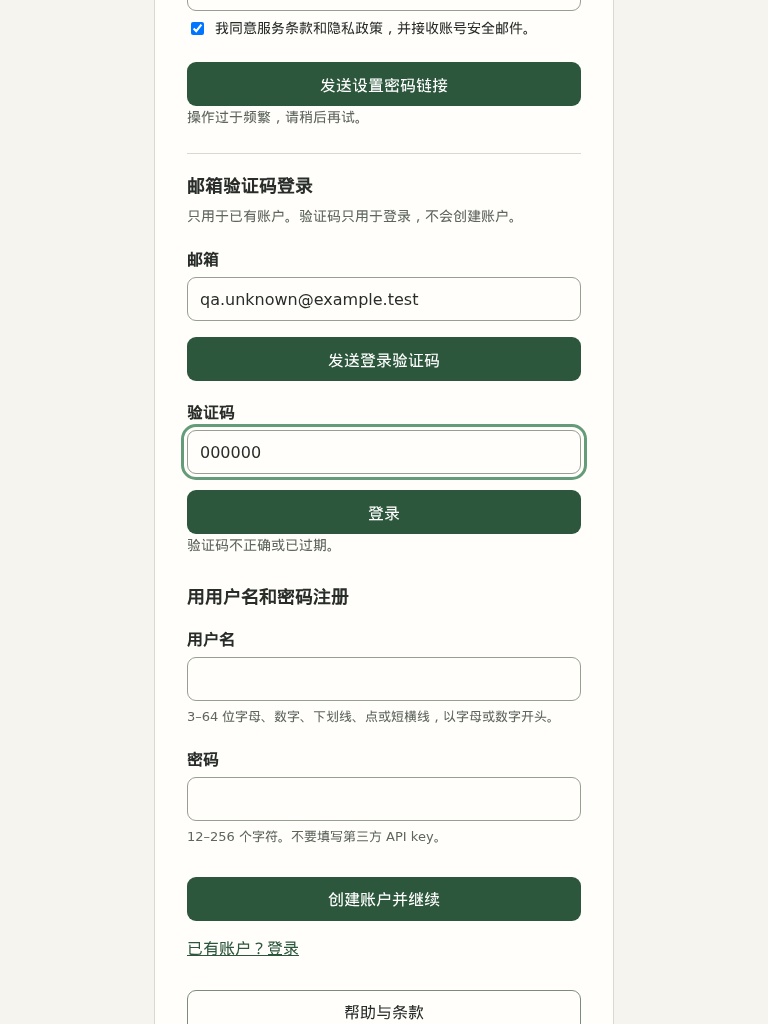 我同意服务条款和隐私政策，并接收账号安全邮件。
发送设置密码链接
操作过于频繁，请稍后再试。
邮箱验证码登录
只用于已有账户。验证码只用于登录，不会创建账户。
邮箱
qa.unknown@example.test
发送登录验证码
验证码
000000
登录
验证码不正确或已过期。
用用户名和密码注册
用户名
3–64 位字母、数字、下划线、点或短横线，以字母或数字开头。
密码
12–256 个字符。不要填写第三方 API key。
创建账户并继续
已有账户？登录
帮助与条款